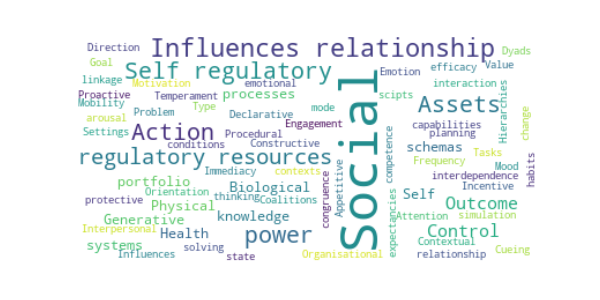 Direction
Influences relationship
Dyads
Goal
Self regulatory
Emotion
efficacy
Value
linkage
Motivation
emotional
interaction
Proactive
Temperament
processes
scipts
Assets
Hierarchies
Mobility
Type
mode
arousal
Problem
Declarative
change
Settings
Action
Procedural
Engagement
capabilities
planning
conditions
Constructive
Social
competence
schemas
Tasks
regulatory resources
Frequency
Mood
Immediacy
contexts
interdependence
habits
portfolio
Biological
congruence
Appetitive
Orientation
thinking
Coalitions
Self
Incentive
protective
Physical
Outcome
Generative
knowledge
expectancies
Attention
simulation
Interpersonal
Health
power
Control
systems
solving
Contextual
Cueing
Influences
state
Organisational
relationship